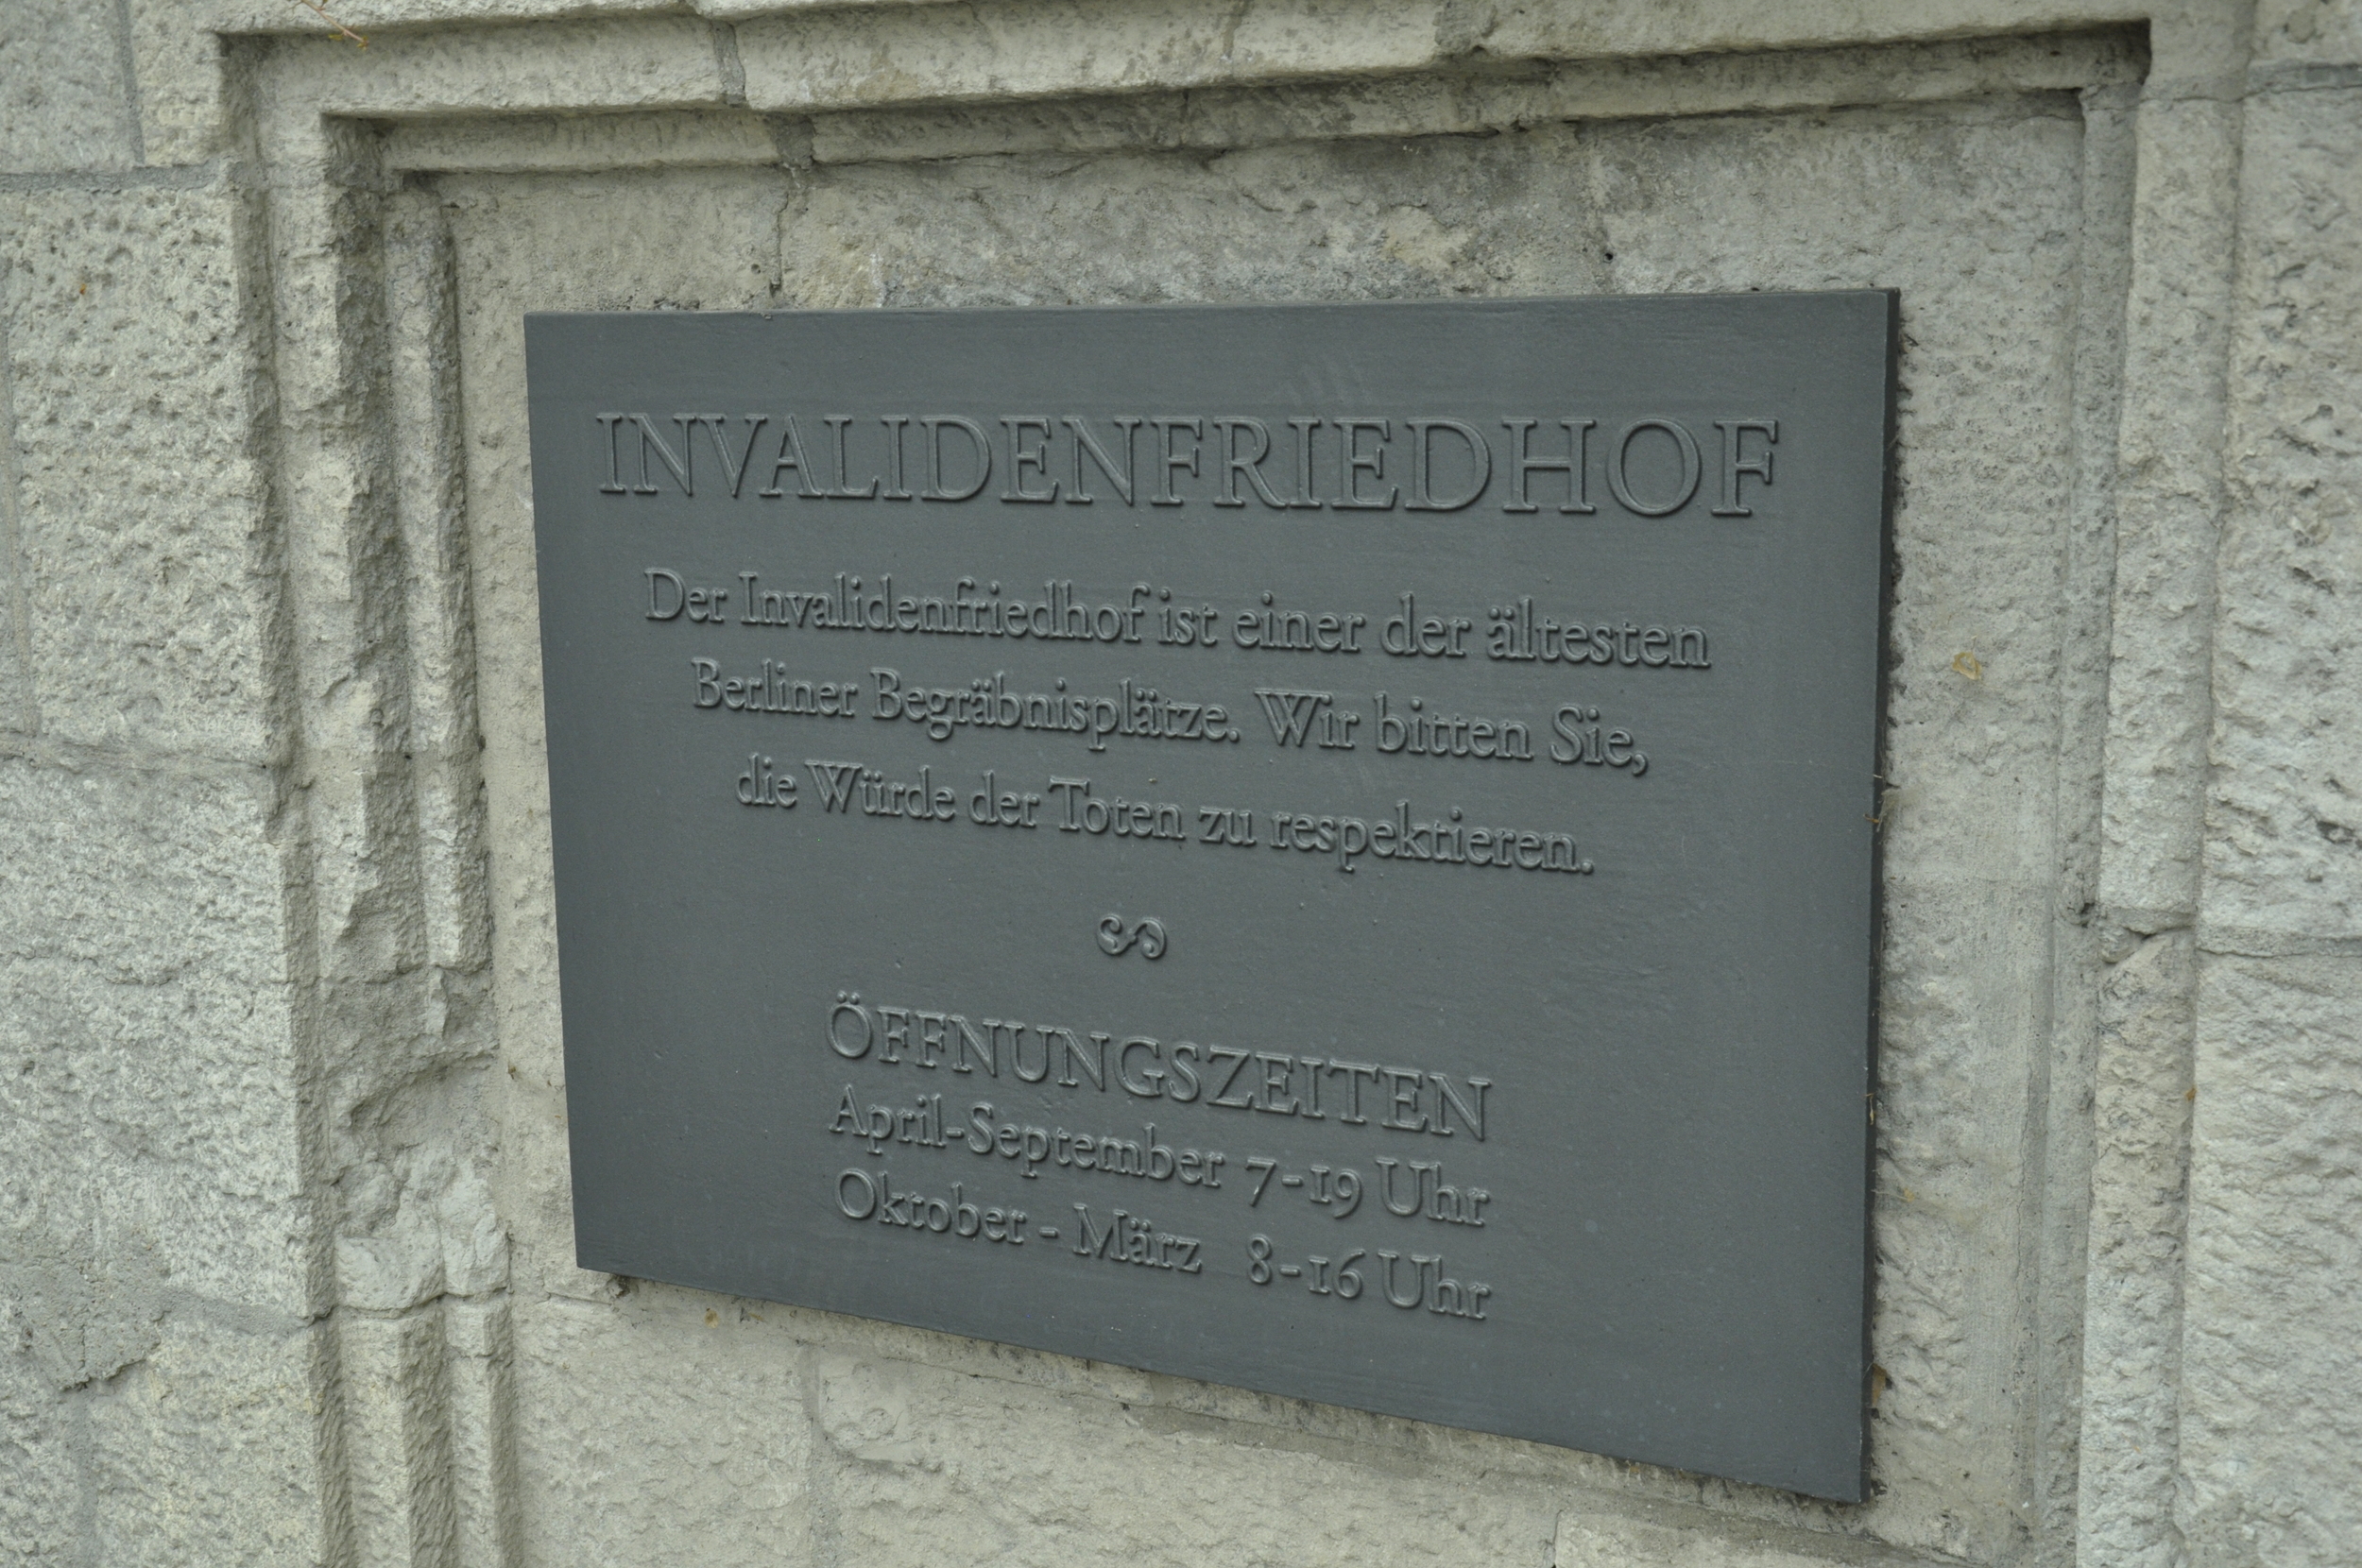 INVALIDENFRIEDHOF
Der Invalidenfriedhof ist einer der ältesten
Berliner Begräbnisplätze. Wir bitten Sie,
die Würde der Toten zu respektieren.
ÖFFNUNGSZEITEN
April-September 7-19 Uhr
Oktober - März 8-16 Uhr